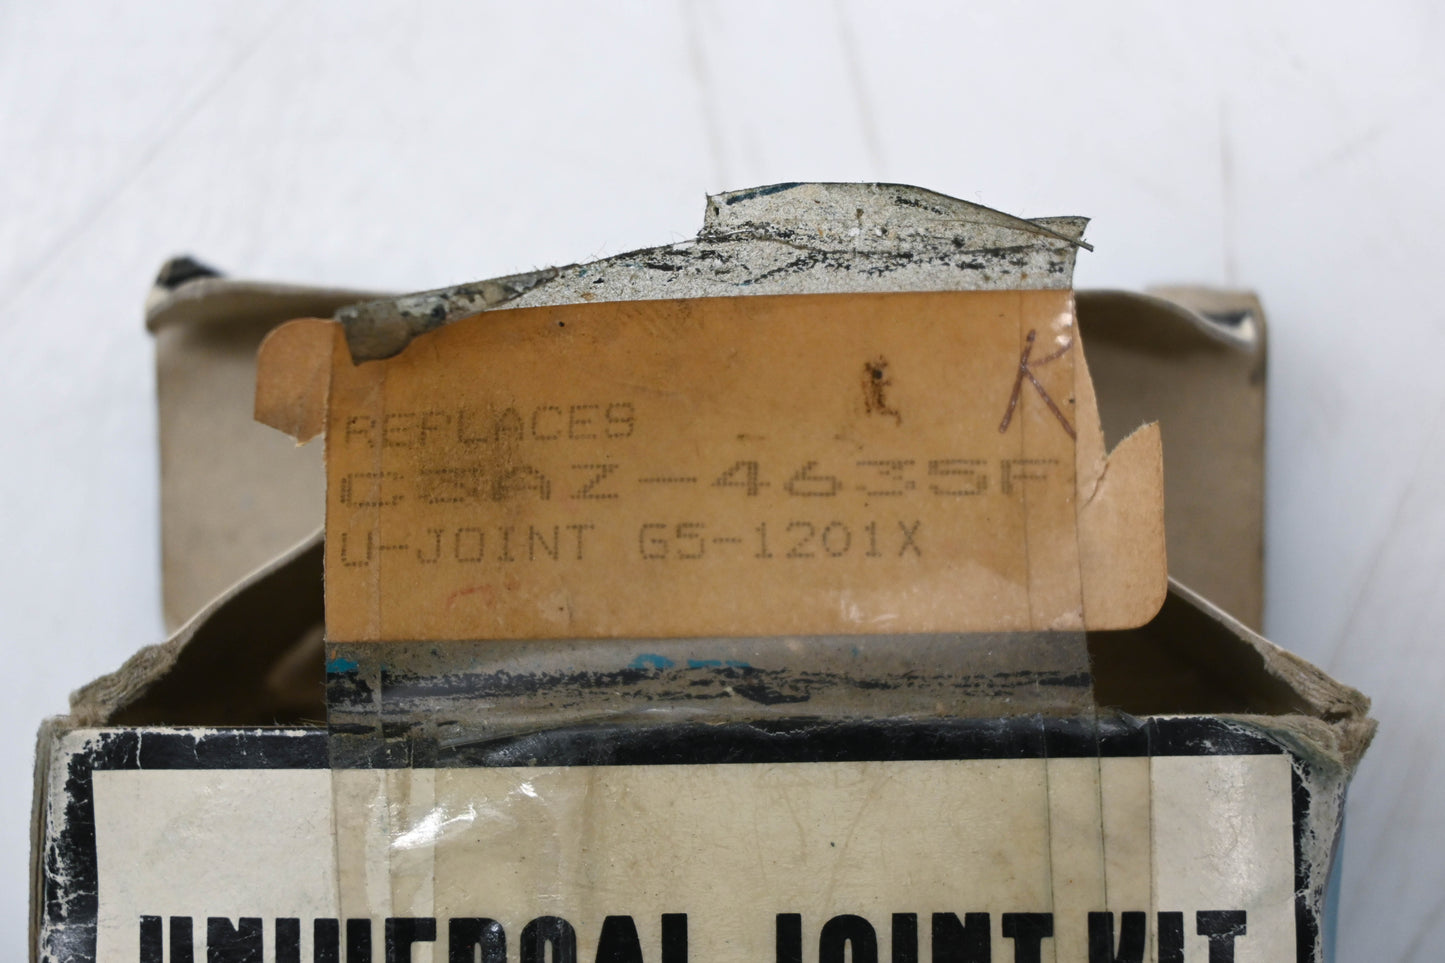 K
REPLACES
C3AZ-4635F
U-JOINT G5-1201X
UNIVERSAL JOINT KIT